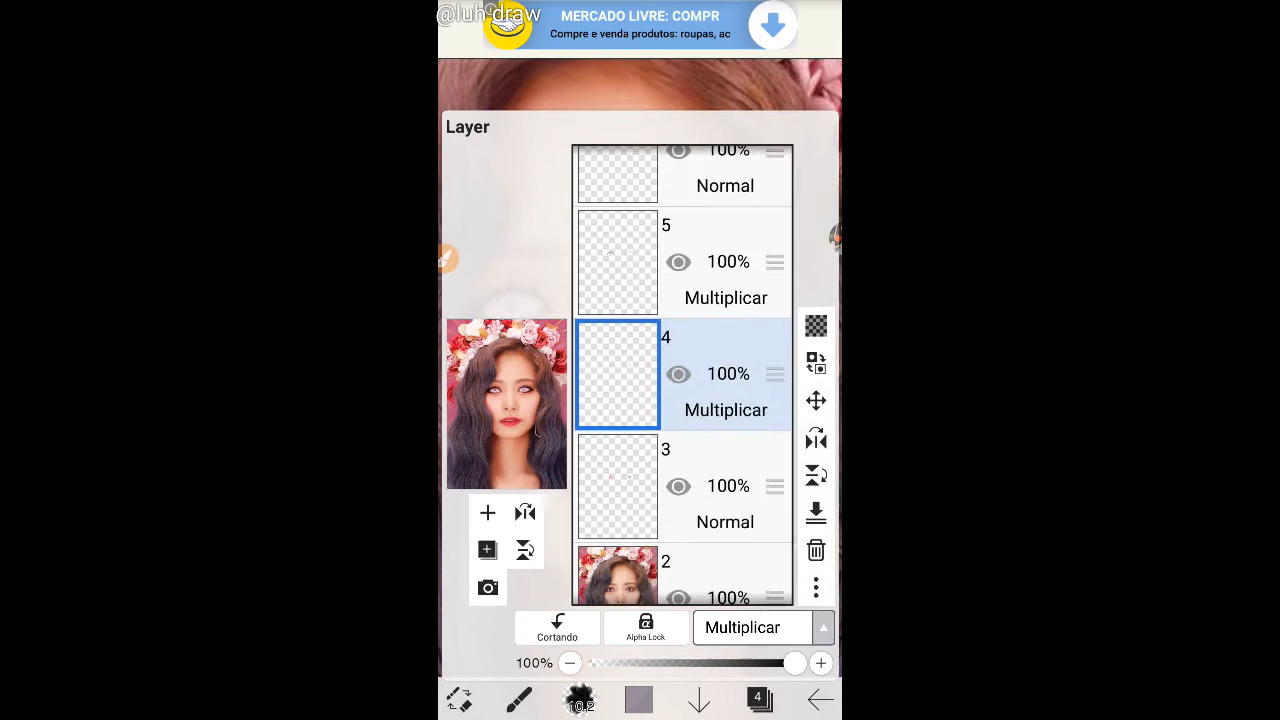 @luh draw
MERCADO LIVRE: COMPR
Compre e venda produtos: roupas, ac
Layer
100%
Normal
5
100%
Multiplicar
4
100%
Multiplicar
3
100%
Normal
2
100%
Cortando
Alpha Lock
Multiplicar
100%
10.2
4